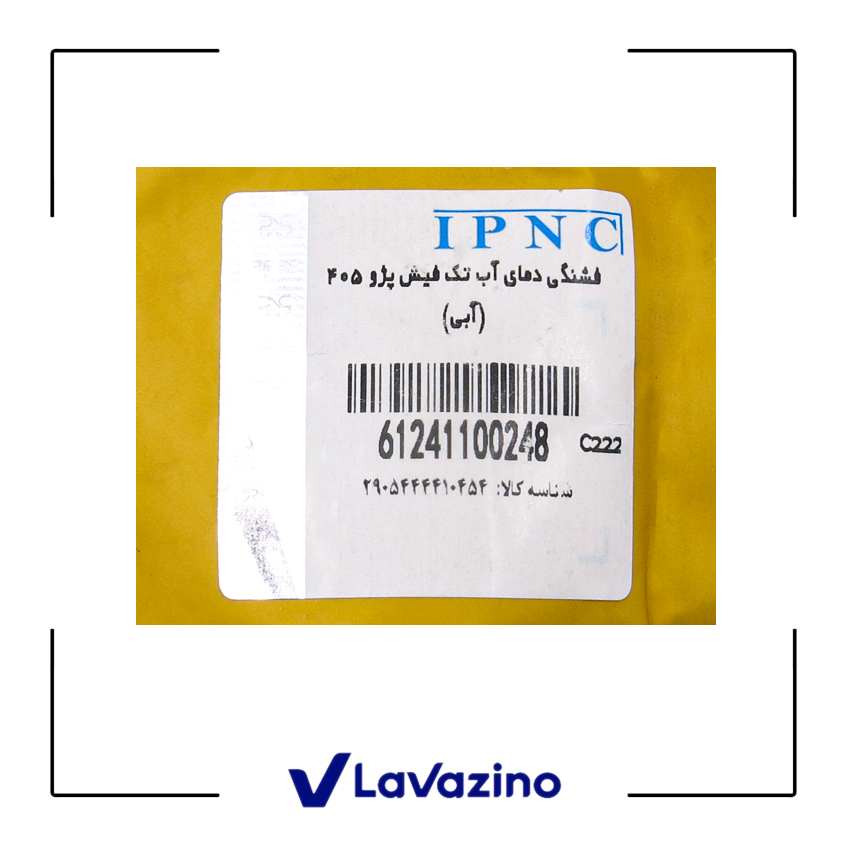 IPNC
فشنگی دمای آب تک فیش پژو ۴۰۵
(آبی)
61241100248
C222
شناسه کالا: ۲۹۰۵۴۴۴۴۱۰۴۵۴
LaVazino